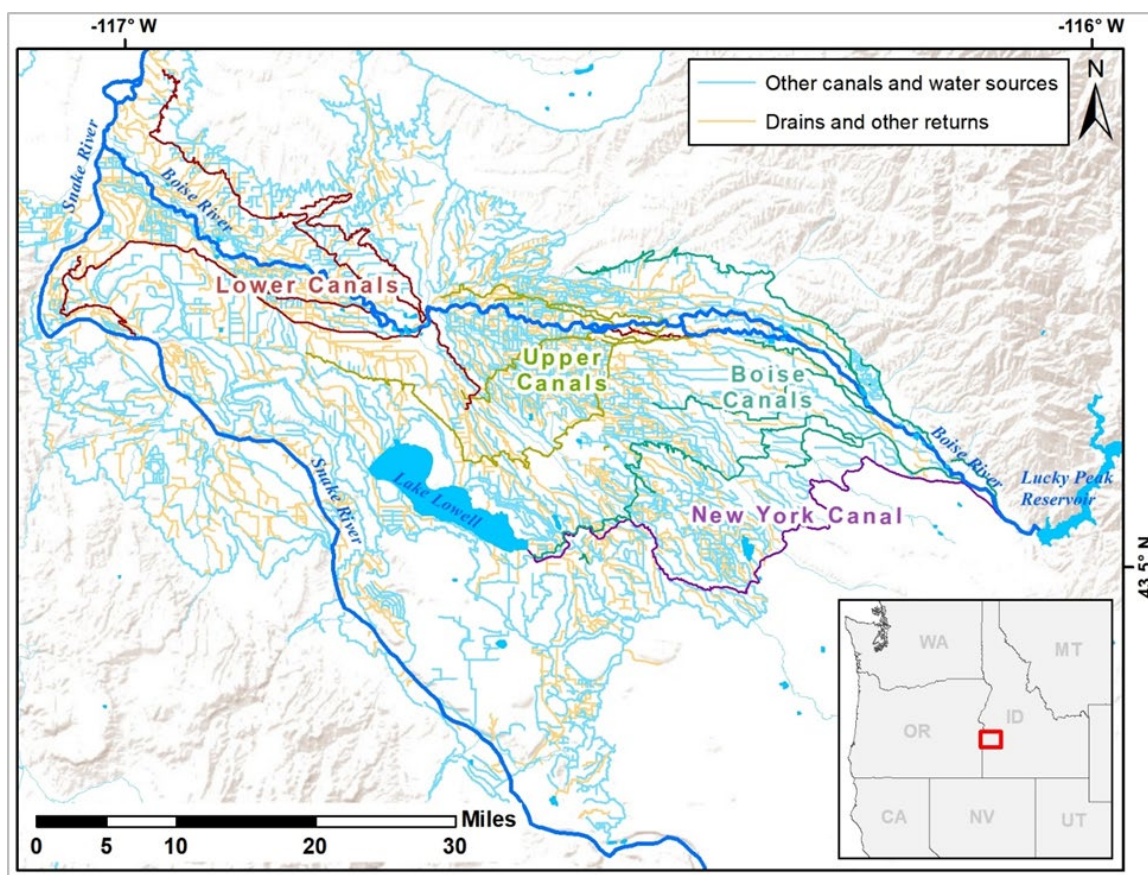 -117° W
-116° W
Other canals and water sources
Drains and other returns
N
Snake River
Boise River
Lower Canals
Upper
Canals
Boise
Canals
Boise River
Lucky Peak
Reservoir
Lake Lowell
Snake River
New York Canal
43.5° N
WA
MT
OR
ID
CA
NV
UT
Miles
0
5
10
20
30